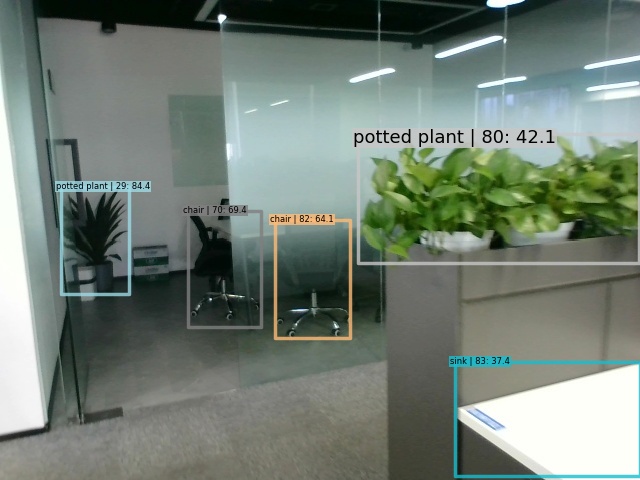 potted plant | 80: 42.1
potted plant | 29: 84.4
chair | 70: 69.4
chair | 82: 64.1
sink | 83: 37.4